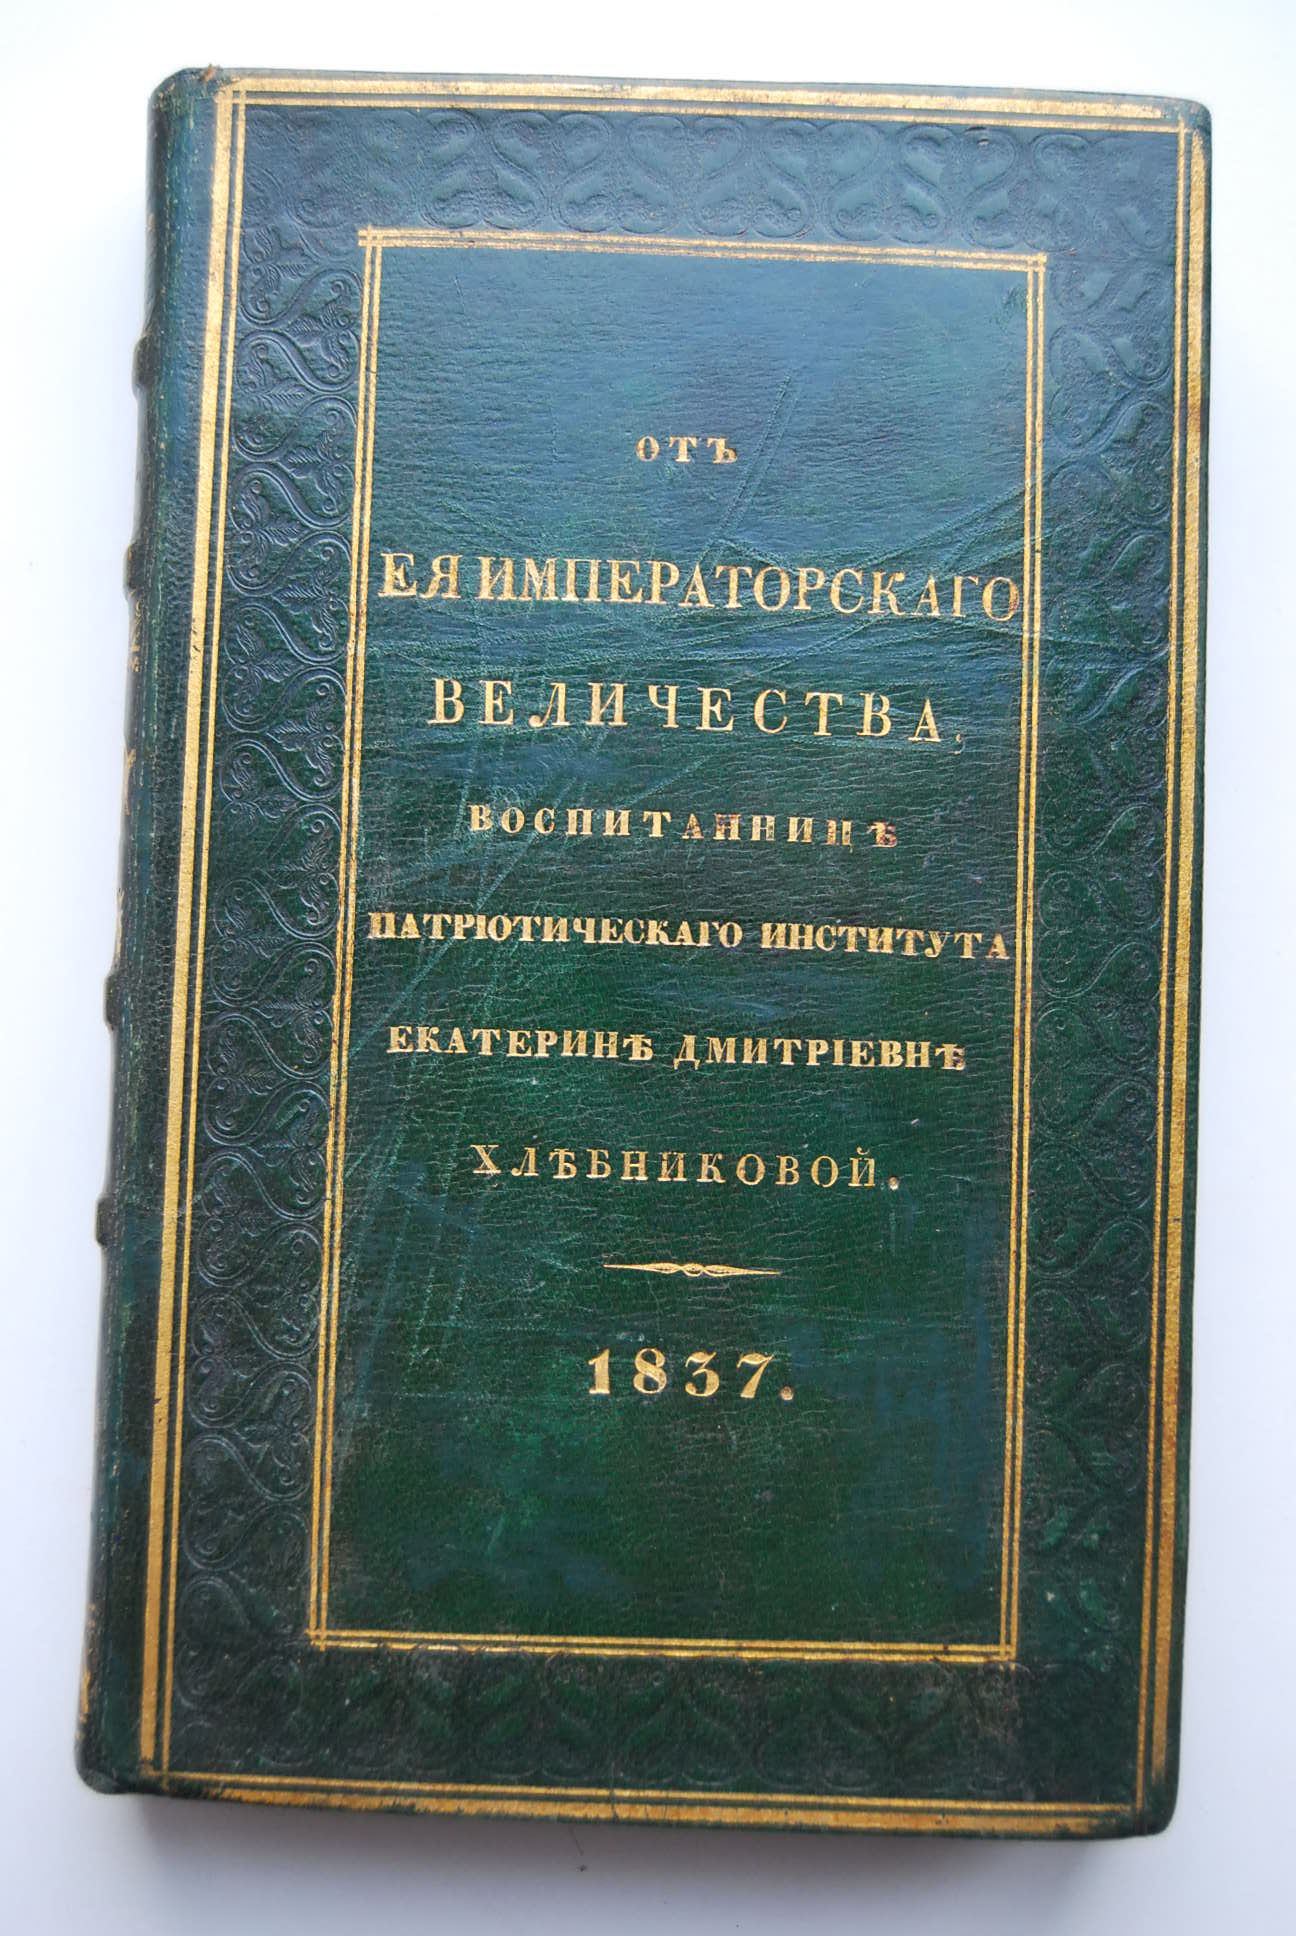 ОТЪ
ЕЯ ИМПЕРАТОРСКАГО
ВЕЛИЧЕСТВА,
ВОСПИТАННИЦѢ
ПАТРІОТИЧЕСКАГО ИНСТИТУТА
ЕКАТЕРИНѢ ДМИТРІЕВНѢ
ХЛѢБНИКОВОЙ.
1837.